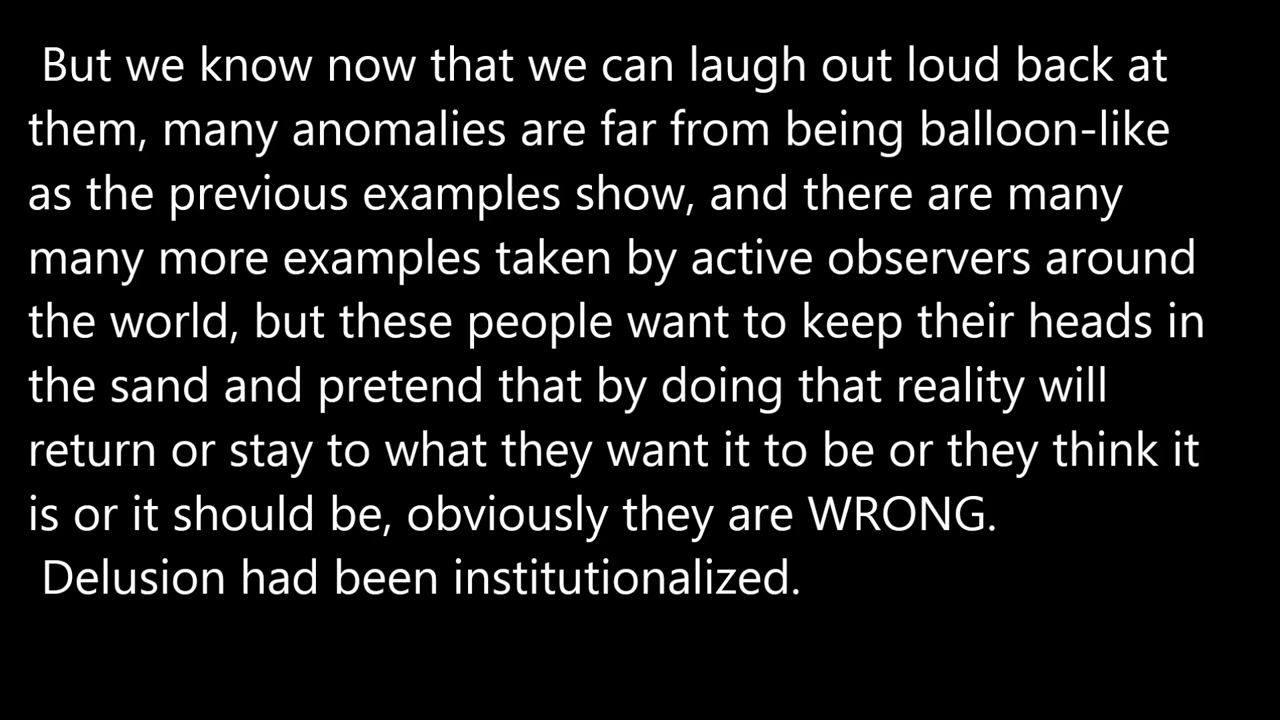 But we know now that we can laugh out loud back at
them, many anomalies are far from being balloon-like
as the previous examples show, and there are many
many more examples taken by active observers around
the world, but these people want to keep their heads in
the sand and pretend that by doing that reality will
return or stay to what they want it to be or they think it
is or it should be, obviously they are WRONG.
Delusion had been institutionalized.